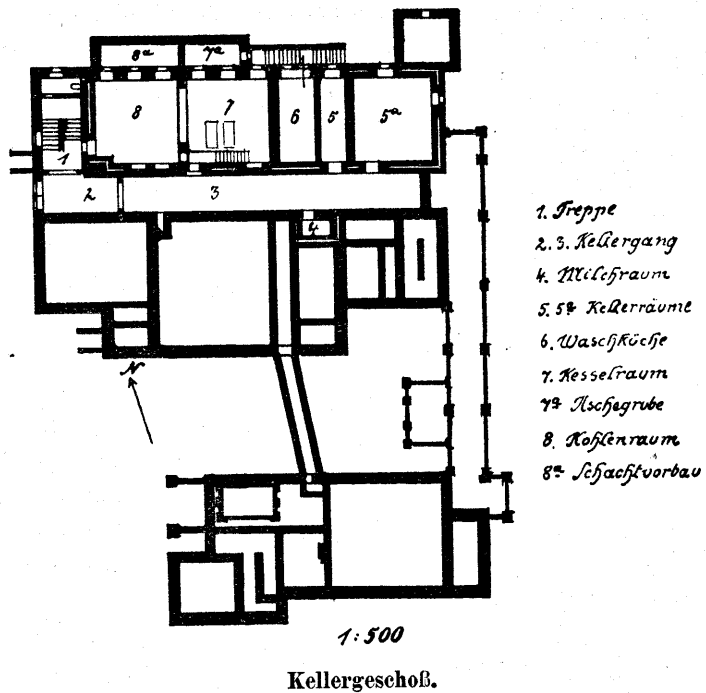 8ª 7ª
8 7 6 5 5ª
1
2 3
4
N
1. Treppe
2. 3. Kellergang
4. Milchraum
5. 5ª Kellerräume
6. Waschküche
7. Kesselraum
7ª Aschegrube
8. Kohlenraum
8ª Schachtvorbau
1:500
Kellergeschoß.